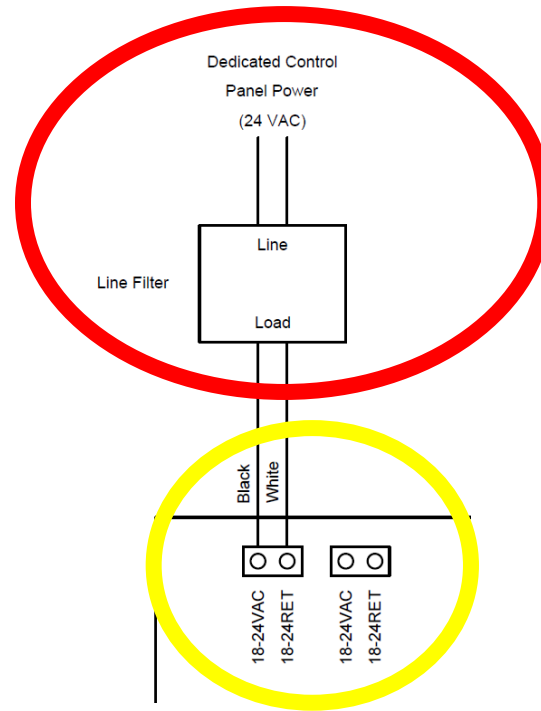 Dedicated Control
Panel Power
(24 VAC)
Line
Line Filter
Load
Black
White
18-24VAC
18-24RET
18-24VAC
18-24RET